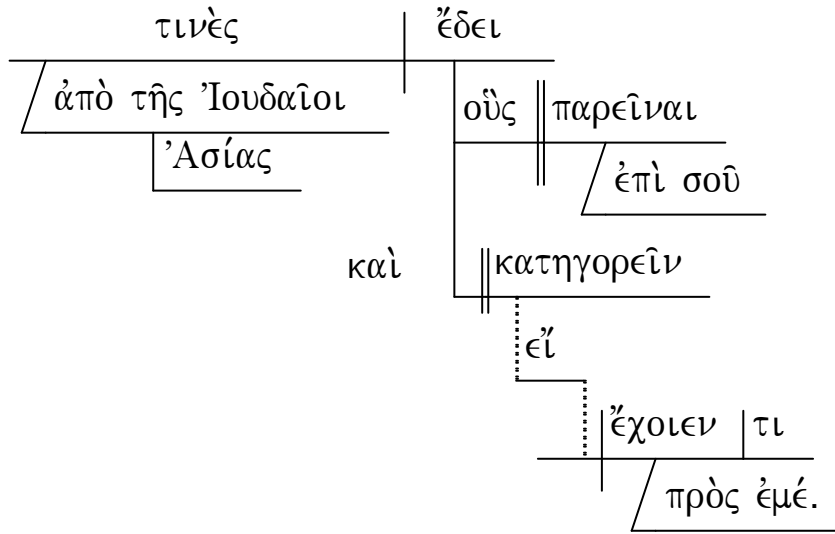 τινὲς ἔδει
ἀπὸ τῆς Ἰουδαῖοι οὓς παρεῖναι
Ἀσίας ἐπὶ σοῦ
καὶ κατηγορεῖν
εἴ
ἔχοιεν τι
πρὸς ἐμέ.